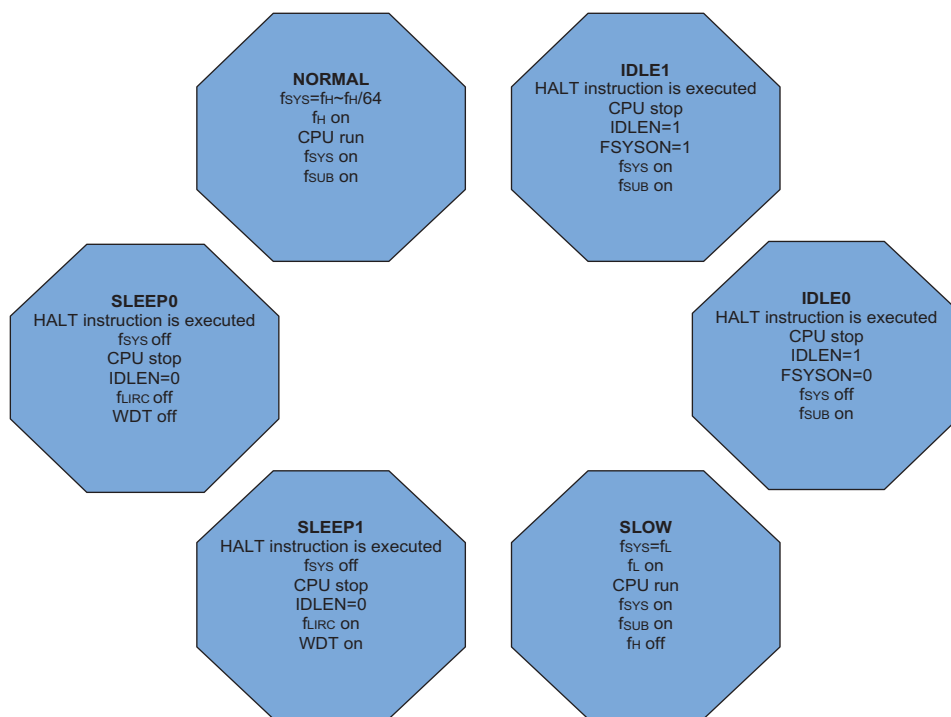 NORMAL
fSYS=fH~fH/64
fH on
CPU run
fSYS on
fSUB on
IDLE1
HALT instruction is executed
CPU stop
IDLEN=1
FSYSON=1
fSYS on
fSUB on
SLEEP0
HALT instruction is executed
fSYS off
CPU stop
IDLEN=0
fLIRC off
WDT off
IDLE0
HALT instruction is executed
CPU stop
IDLEN=1
FSYSON=0
fSYS off
fSUB on
SLEEP1
HALT instruction is executed
fSYS off
CPU stop
IDLEN=0
fLIRC on
WDT on
SLOW
fSYS=fL
fL on
CPU run
fSYS on
fSUB on
fH off